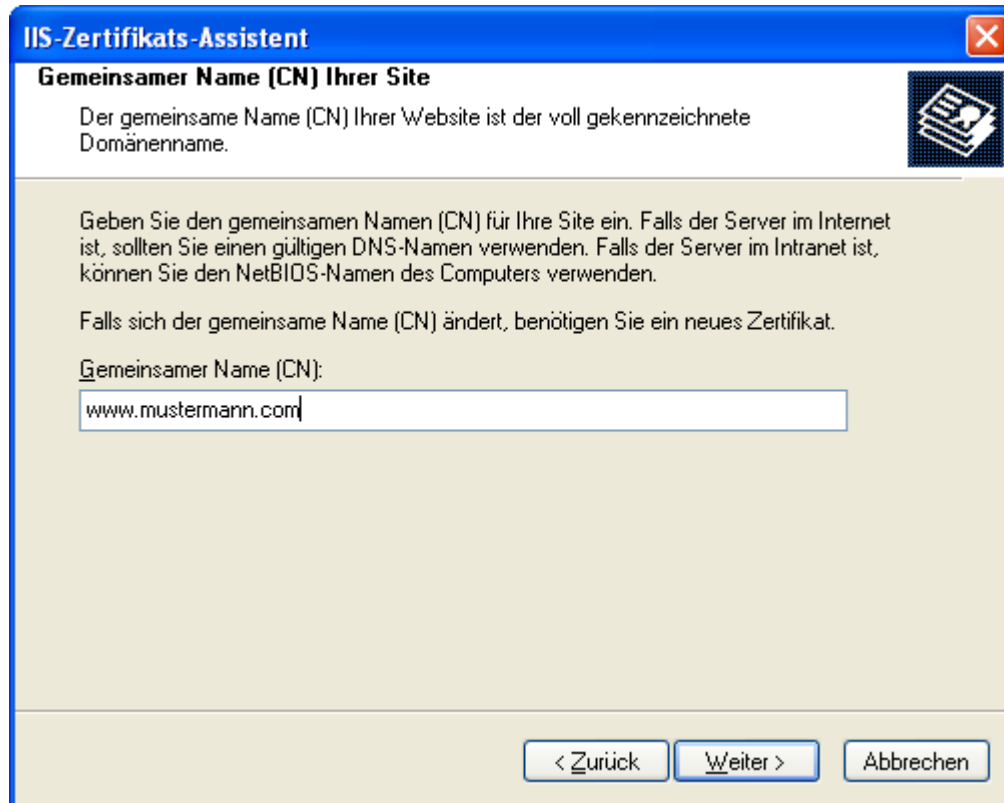 IIS-Zertifikats-Assistent
Gemeinsamer Name (CN) Ihrer Site
Der gemeinsame Name (CN) Ihrer Website ist der voll gekennzeichnete
Domänenname.
Geben Sie den gemeinsamen Namen (CN) für Ihre Site ein. Falls der Server im Internet
ist, sollten Sie einen gültigen DNS-Namen verwenden. Falls der Server im Intranet ist,
können Sie den NetBIOS-Namen des Computers verwenden.
Falls sich der gemeinsame Name (CN) ändert, benötigen Sie ein neues Zertifikat.
Gemeinsamer Name (CN):
www.mustermann.com
< Zurück Weiter > Abbrechen